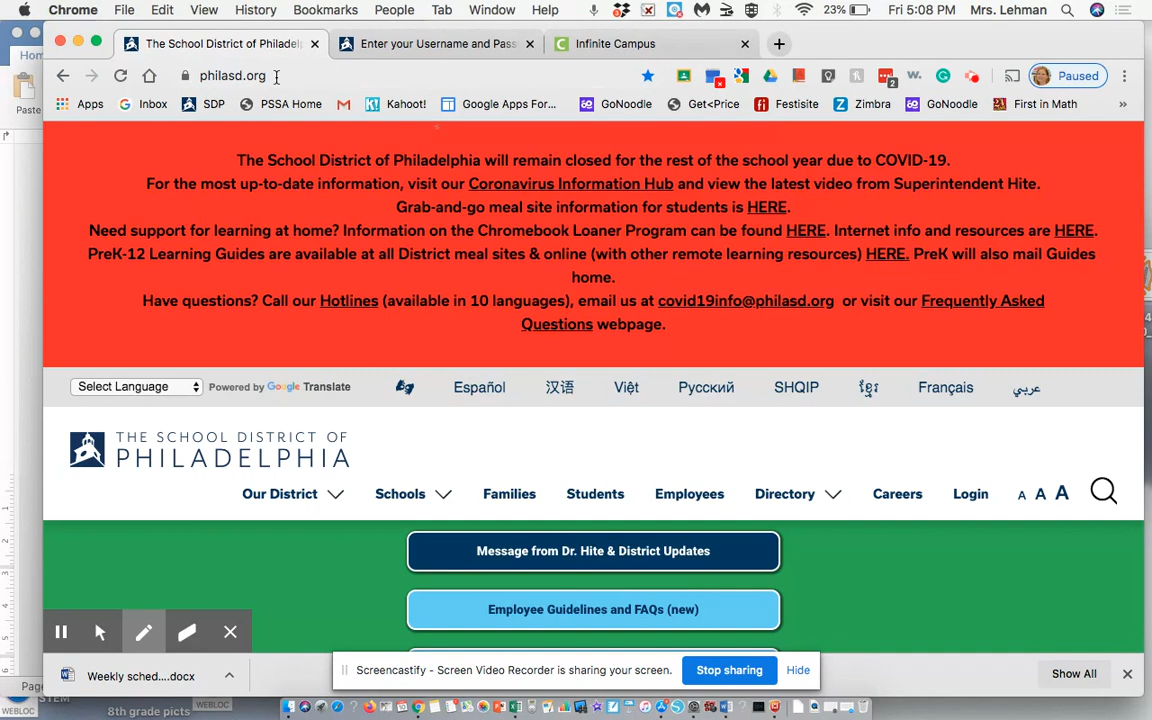 Chrome File Edit View History Bookmarks People Tab Window Help 23% Fri 5:08 PM Mrs. Lehman
The School District of Philadel Enter your Username and Pass Infinite Campus
philasd.org Paused
Apps Inbox SDP PSSA Home Kahoot! Google Apps For... GoNoodle Get<Price Festisite Zimbra GoNoodle First in Math »
Paste
The School District of Philadelphia will remain closed for the rest of the school year due to COVID-19.
For the most up-to-date information, visit our Coronavirus Information Hub and view the latest video from Superintendent Hite.
Grab-and-go meal site information for students is HERE.
Need support for learning at home? Information on the Chromebook Loaner Program can be found HERE. Internet info and resources are HERE.
PreK-12 Learning Guides are available at all District meal sites & online (with other remote learning resources) HERE. PreK will also mail Guides
home.
Have questions? Call our Hotlines (available in 10 languages), email us at covid19info@philasd.org or visit our Frequently Asked
Questions webpage.
Select Language Powered by Google Translate Español 汉语 Việt Русский SHQIP ខ្មែរ Français عربي
THE SCHOOL DISTRICT OF
PHILADELPHIA
Our District Schools Families Students Employees Directory Careers Login A A A
Message from Dr. Hite & District Updates
Employee Guidelines and FAQs (new)
Screencastify - Screen Video Recorder is sharing your screen. Stop sharing Hide
Weekly sched....docx Show All
WEBLOC 8th grade picts WEBLOC